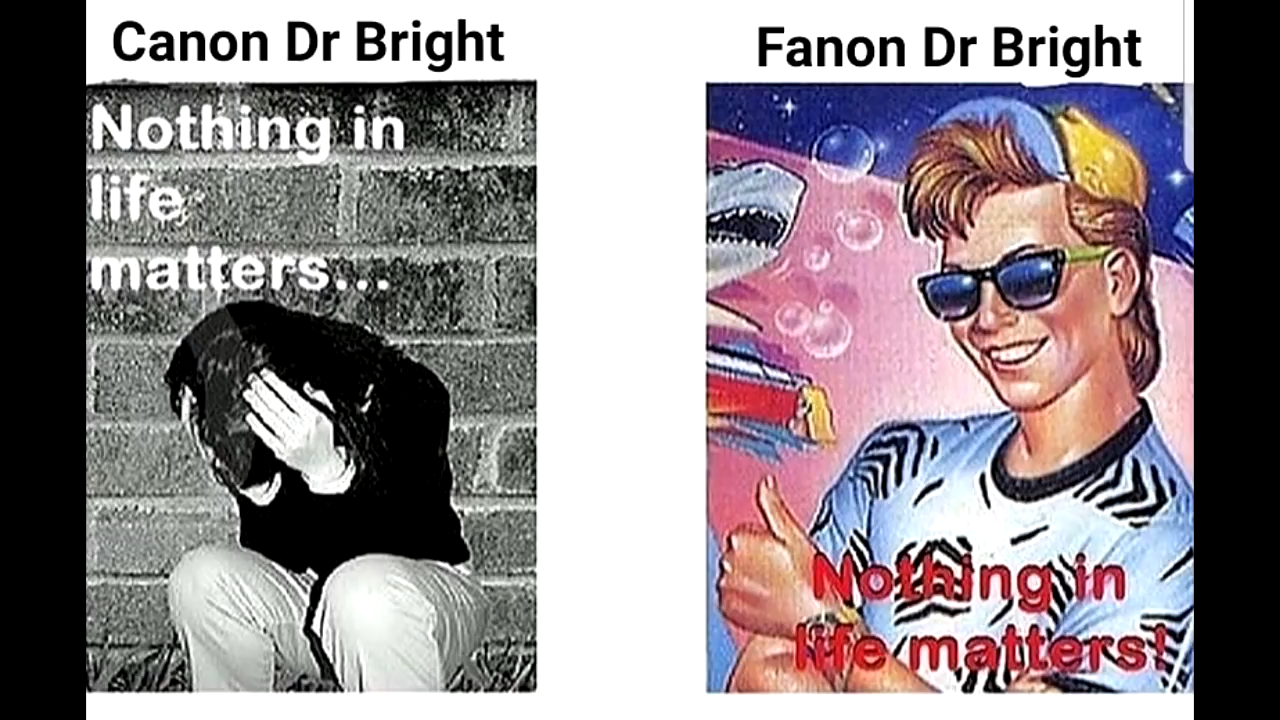 Canon Dr Bright
Fanon Dr Bright
Nothing in
life
matters...
Nothing in
life matters!